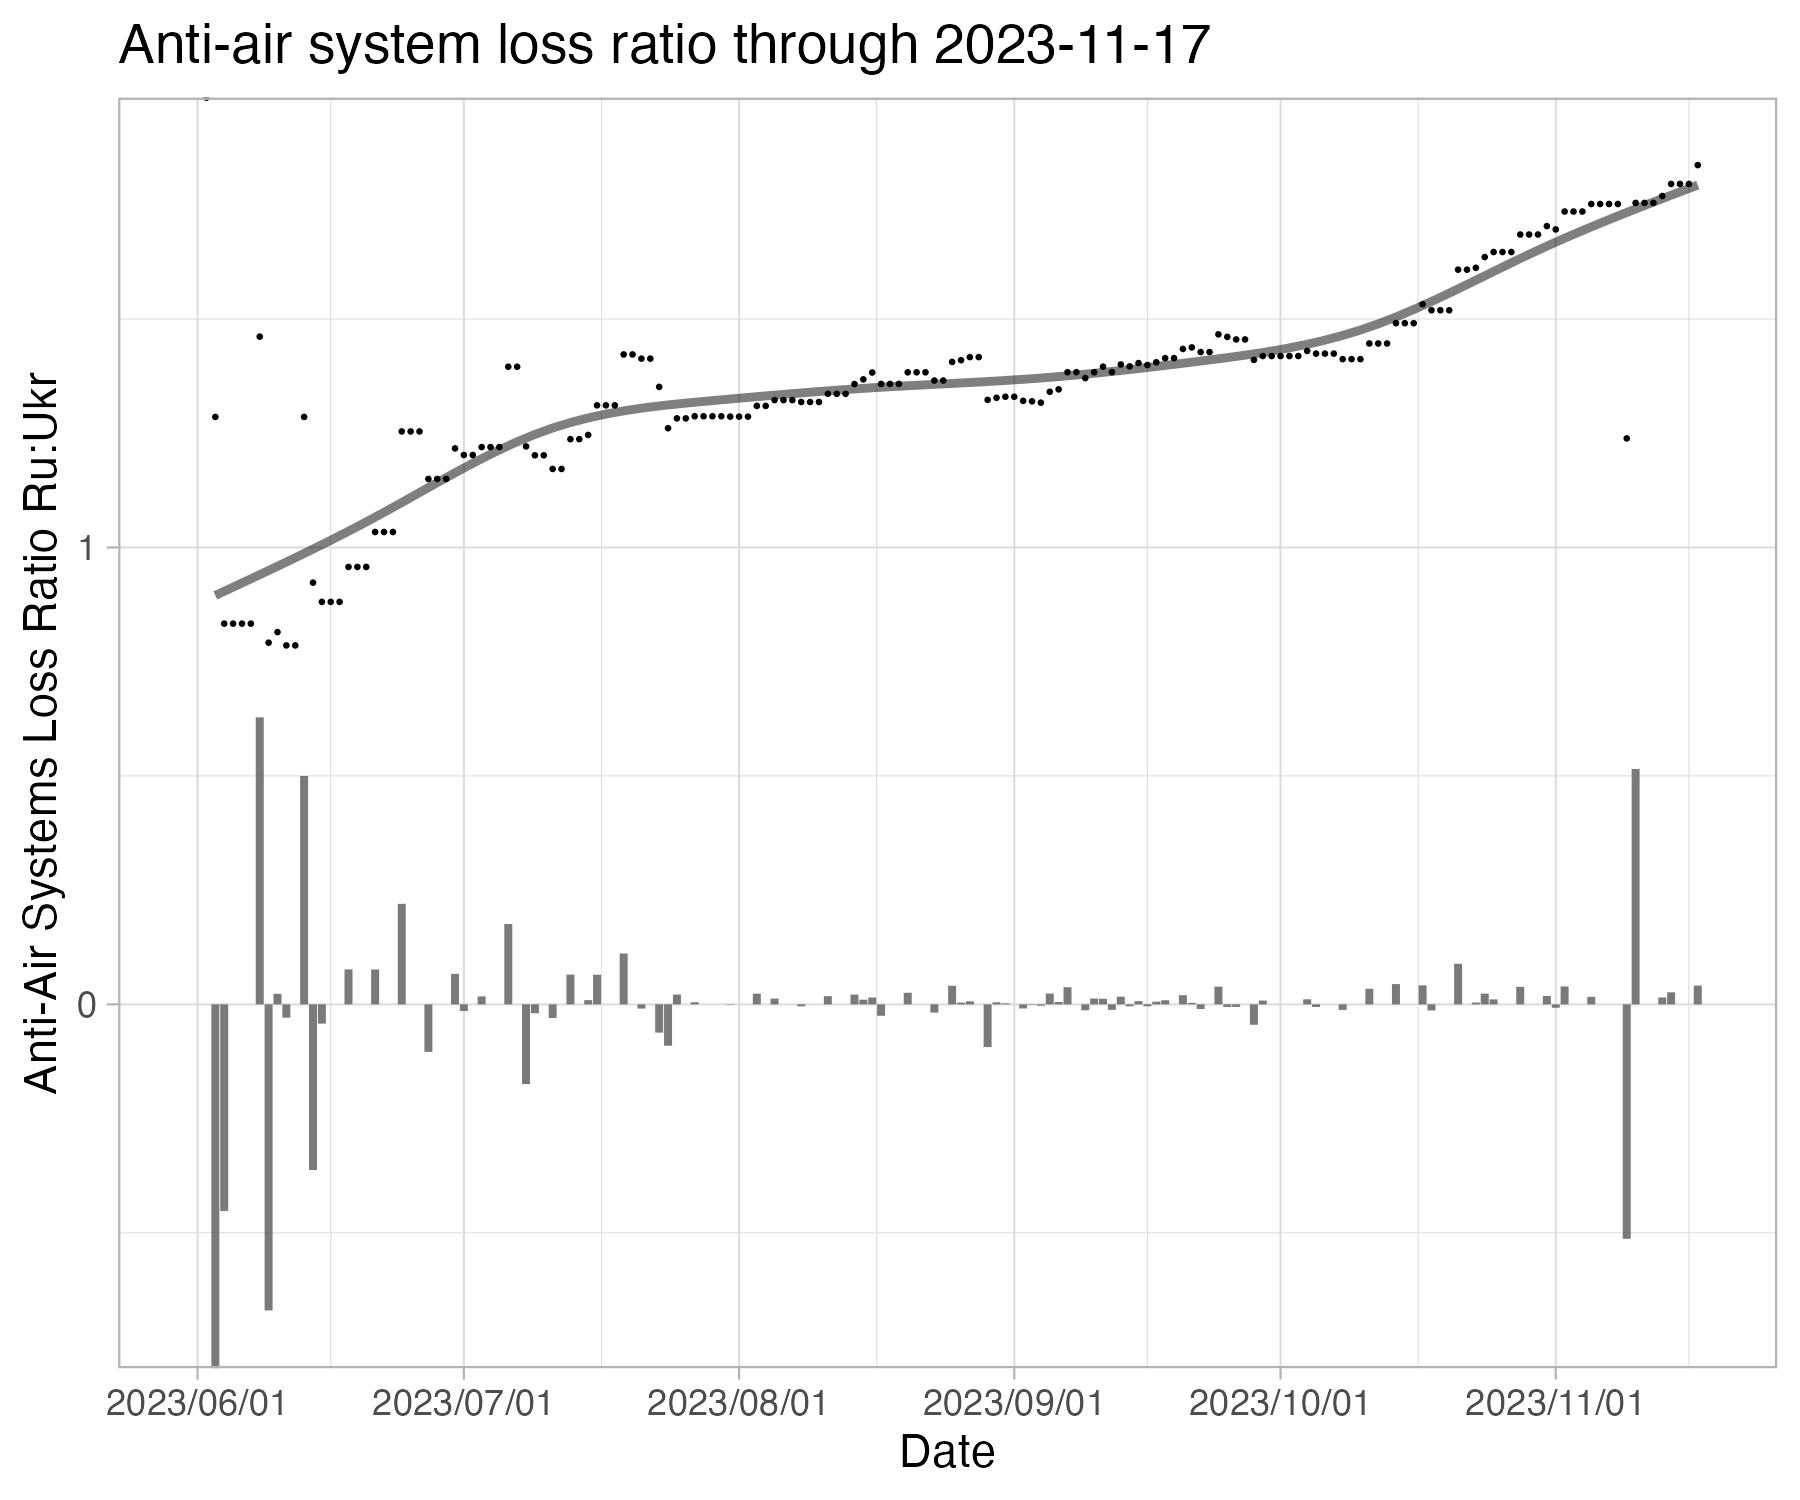 Anti-air system loss ratio through 2023-11-17
Anti-Air Systems Loss Ratio Ru:Ukr
1
0
2023/06/01 2023/07/01 2023/08/01 2023/09/01 2023/10/01 2023/11/01
Date